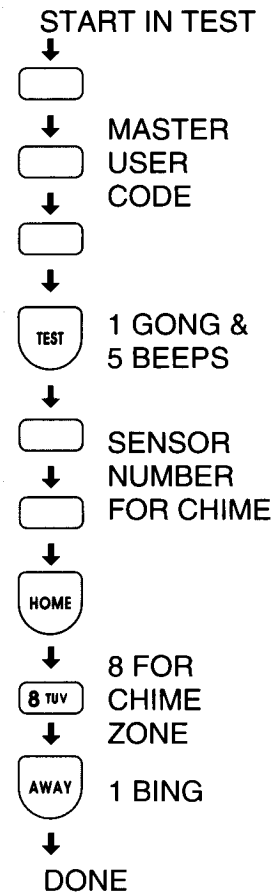 START IN TEST
MASTER
USER
CODE
TEST
1 GONG &
5 BEEPS
SENSOR
NUMBER
FOR CHIME
HOME
8 TUV
8 FOR
CHIME
ZONE
AWAY
1 BING
DONE